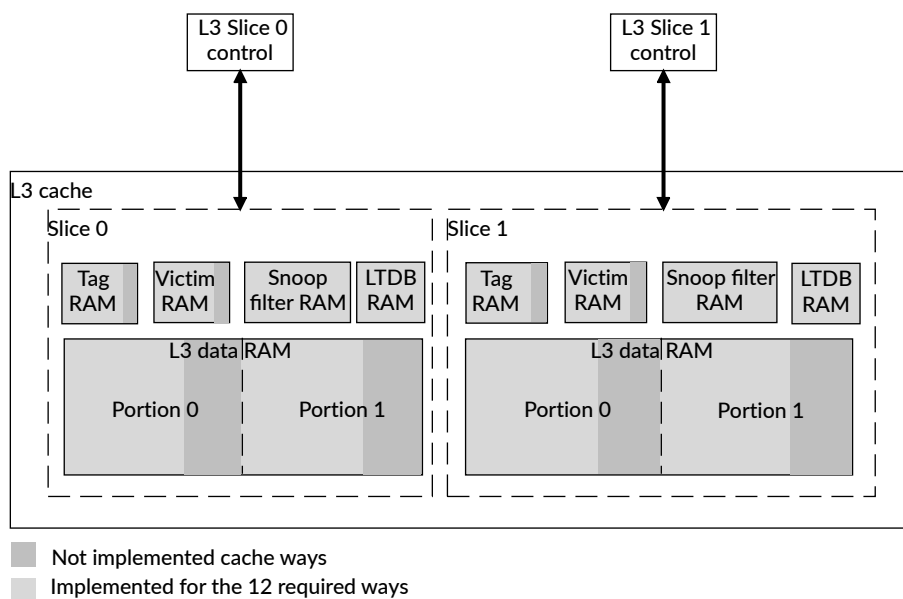 L3 Slice 0
control
L3 Slice 1
control
L3 cache
Slice 0
Slice 1
Tag
RAM
Victim
RAM
Snoop
filter RAM
LTDB
RAM
Tag
RAM
Victim
RAM
Snoop filter
RAM
LTDB
RAM
L3 data RAM
L3 data RAM
Portion 0
Portion 1
Portion 0
Portion 1
Not implemented cache ways
Implemented for the 12 required ways